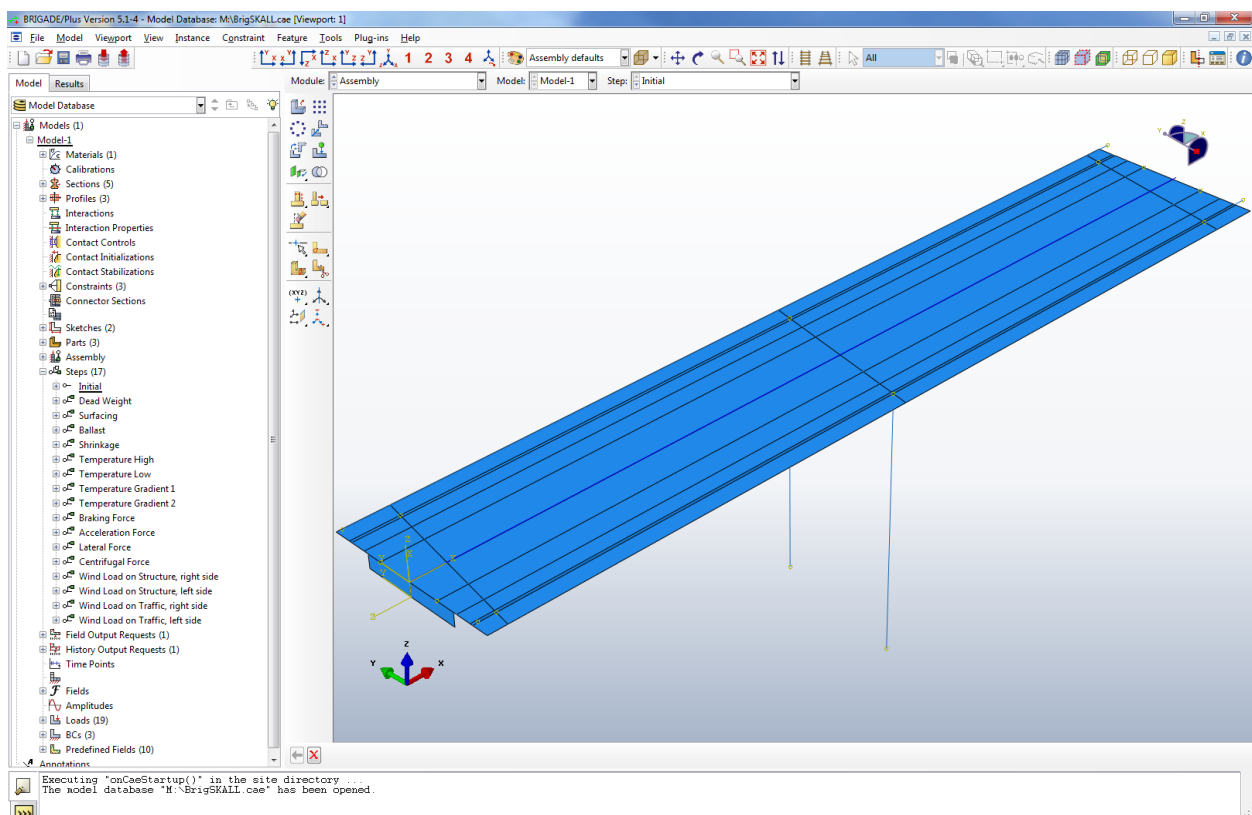 BRIGADE/Plus Version 5.1-4 - Model Database: M:\BrigSKALL.cae [Viewport: 1]
File Model Viewport View Instance Constraint Feature Tools Plug-ins Help
1 2 3 4 Assembly defaults All
Model Results Module: Assembly Model: Model-1 Step: Initial
Model Database
Models (1)
Model-1
Materials (1)
Calibrations
Sections (5)
Profiles (3)
Interactions
Interaction Properties
Contact Controls
Contact Initializations
Contact Stabilizations
Constraints (3)
Connector Sections
Sketches (2)
Parts (3)
Assembly
Steps (17)
Initial
Dead Weight
Surfacing
Ballast
Shrinkage
Temperature High
Temperature Low
Temperature Gradient 1
Temperature Gradient 2
Braking Force
Acceleration Force
Lateral Force
Centrifugal Force
Wind Load on Structure, right side
Wind Load on Structure, left side
Wind Load on Traffic, right side
Wind Load on Traffic, left side
Field Output Requests (1)
History Output Requests (1)
Time Points
Fields
Amplitudes
Loads (19)
BCs (3)
Predefined Fields (10)
Annotations
(XYZ)
Z
Y X
Z
Y X
Executing "onCaeStartup()" in the site directory ...
The model database "M:\BrigSKALL.cae" has been opened.
>>>